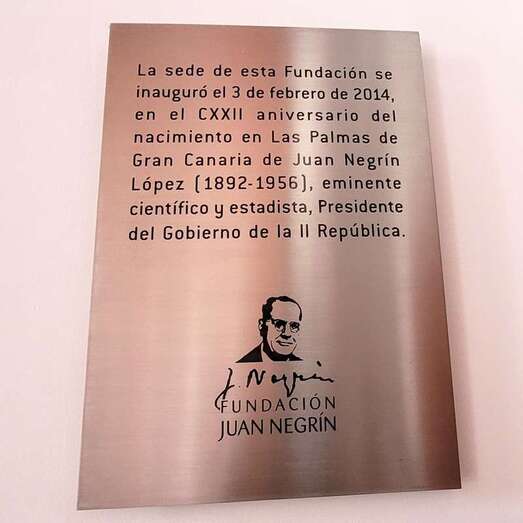 La sede de esta Fundación se
inauguró el 3 de febrero de 2014,
en el CXXII aniversario del
nacimiento en Las Palmas de
Gran Canaria de Juan Negrín
López (1892-1956), eminente
científico y estadista, Presidente
del Gobierno de la II República.
J. Negrín
FUNDACIÓN
JUAN NEGRÍN